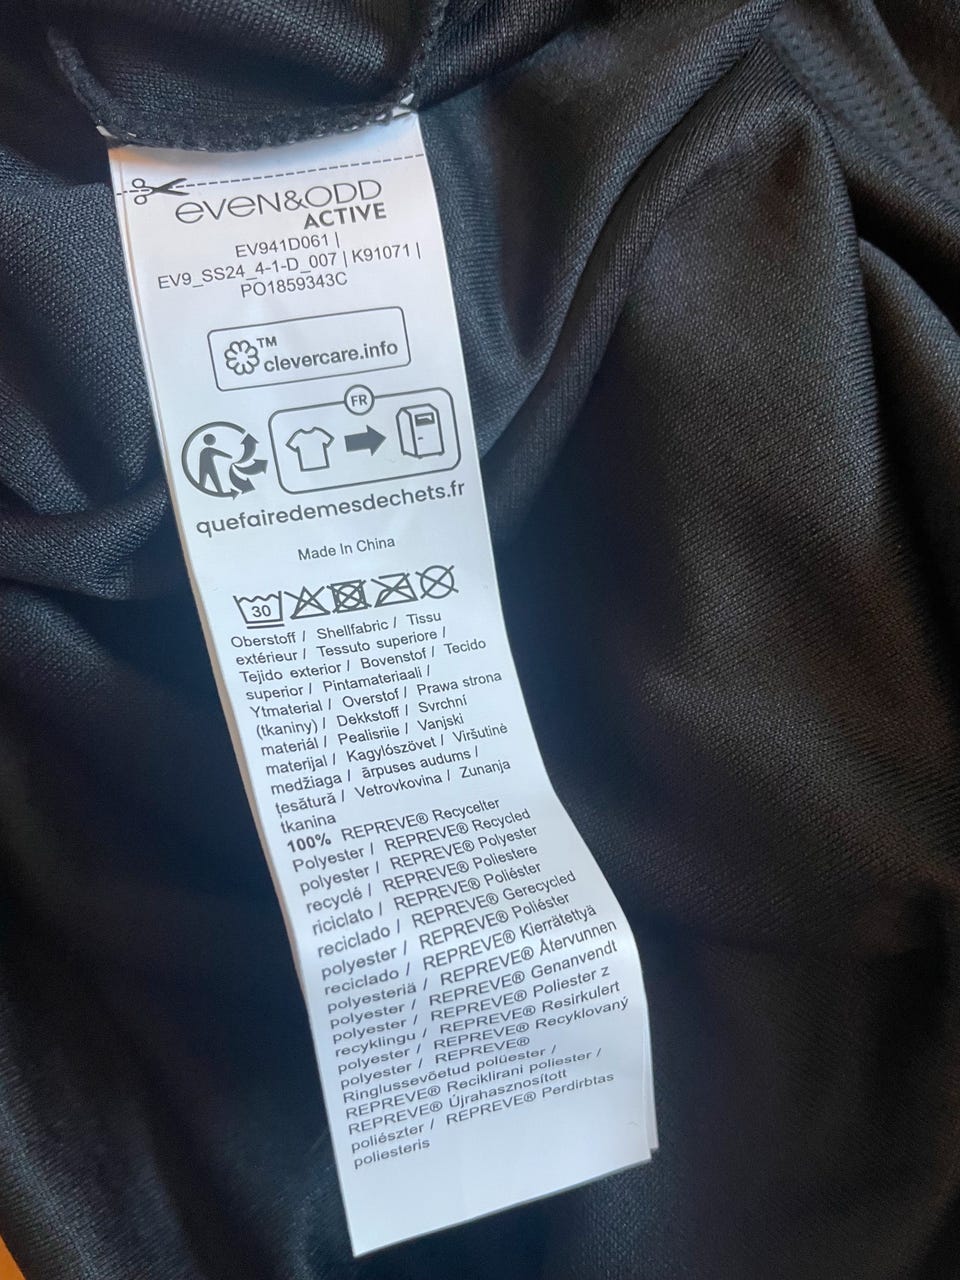 even&odd
ACTIVE
EV941D061 |
EV9_SS24_4-1-D_007 | K91071 |
PO1859343C
™
clevercare.info
FR
quefairedemesdechets.fr
Made In China
30
Oberstoff / Shellfabric / Tissu
extérieur / Tessuto superiore /
Tejido exterior / Bovenstof / Tecido
superior / Pintamateriaali /
Ytmaterial / Overstof / Prawa strona
(tkaniny) / Dekkstoff / Svrchní
materiál / Pealisriie / Vanjski
materijal / Kagylószövet / Viršutinė
medžiaga / ārpuses audums /
țesătură / Vetrovkovina / Zunanja
tkanina
100% REPREVE® Recycelter
Polyester / REPREVE® Recycled
polyester / REPREVE® Polyester
recyclé / REPREVE® Poliestere
riciclato / REPREVE® Poliéster
reciclado / REPREVE® Gerecycled
polyester / REPREVE® Poliéster
reciclado / REPREVE® Kierrätettyä
polyesteriä / REPREVE® Återvunnen
polyester / REPREVE® Genanvendt
polyester / REPREVE® Poliester z
recyklingu / REPREVE® Resirkulert
polyester / REPREVE® Recyklovaný
polyester / REPREVE®
Ringlussevõetud polüester /
REPREVE® Reciklirani poliester /
REPREVE® Újrahasznosított
poliészter / REPREVE® Perdirbtas
poliesteris